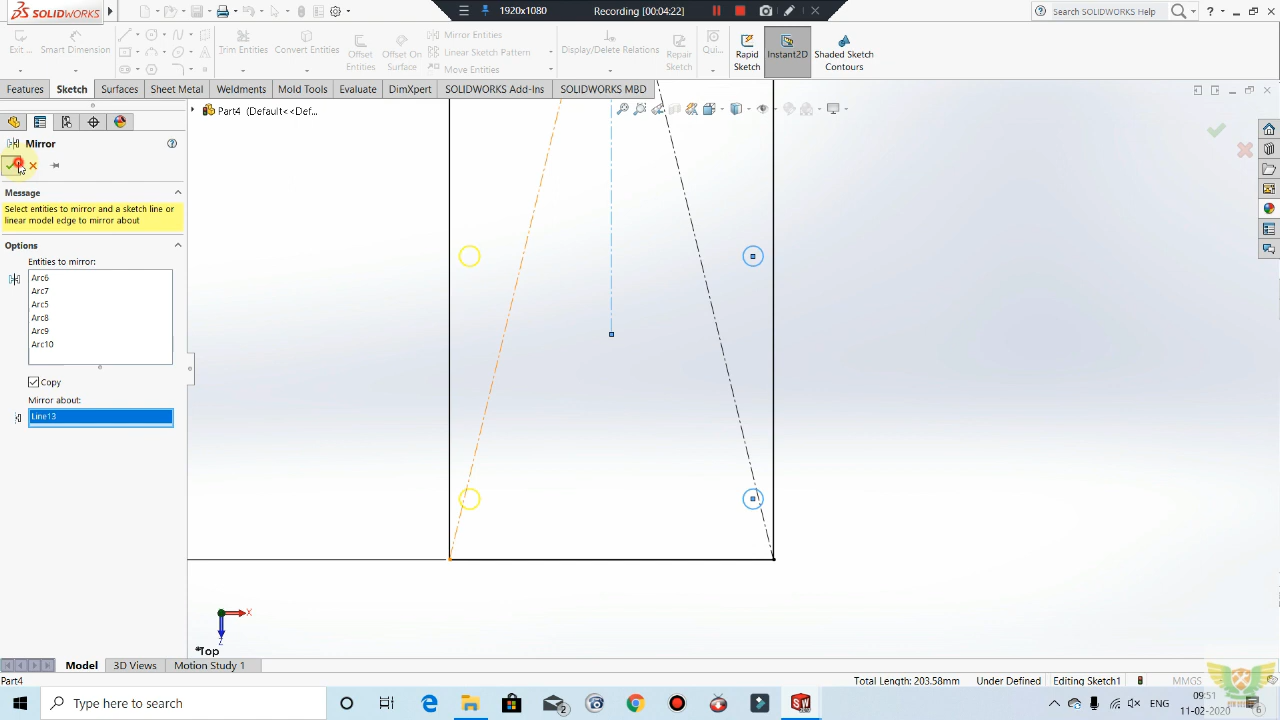 SOLIDWORKS
1920x1080
Recording [00:04:22]
Search SOLIDWORKS Help
Exit ...
Smart Dimension
Trim Entities
Convert Entities
Offset
Entities
Offset On
Surface
Mirror Entities
Linear Sketch Pattern
Move Entities
Display/Delete Relations
Repair
Sketch
Qui...
Rapid
Sketch
Instant2D
Shaded Sketch
Contours
Features
Sketch
Surfaces
Sheet Metal
Weldments
Mold Tools
Evaluate
DimXpert
SOLIDWORKS Add-Ins
SOLIDWORKS MBD
Part4 (Default<<Def...
Mirror
Message
Select entities to mirror and a sketch line or
linear model edge to mirror about
Options
Entities to mirror:
Arc6
Arc7
Arc5
Arc8
Arc9
Arc10
Copy
Mirror about:
Line13
X
Z
*Top
Model
3D Views
Motion Study 1
Part4
Total Length: 203.58mm
Under Defined
Editing Sketch1
MMGS
Type here to search
2
ENG
09:51
11-02-2020
6